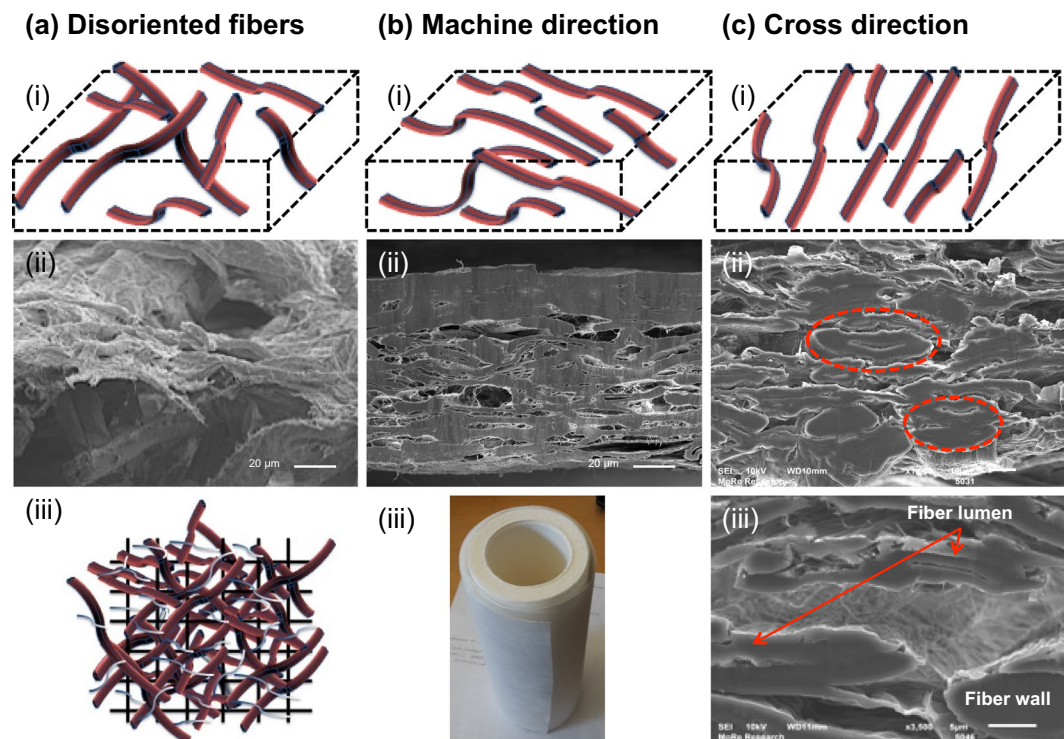 (a) Disoriented fibers
(b) Machine direction
(c) Cross direction
(i)
(i)
(i)
(ii)
20 µm
(ii)
20 µm
(ii)
SEI 10kV WD10mm
5031
MoRe Research
(iii)
(iii)
(iii)
Fiber lumen
Fiber wall
SEI 10kV WD11mm x3,500 5µm
MoRe Research 5046